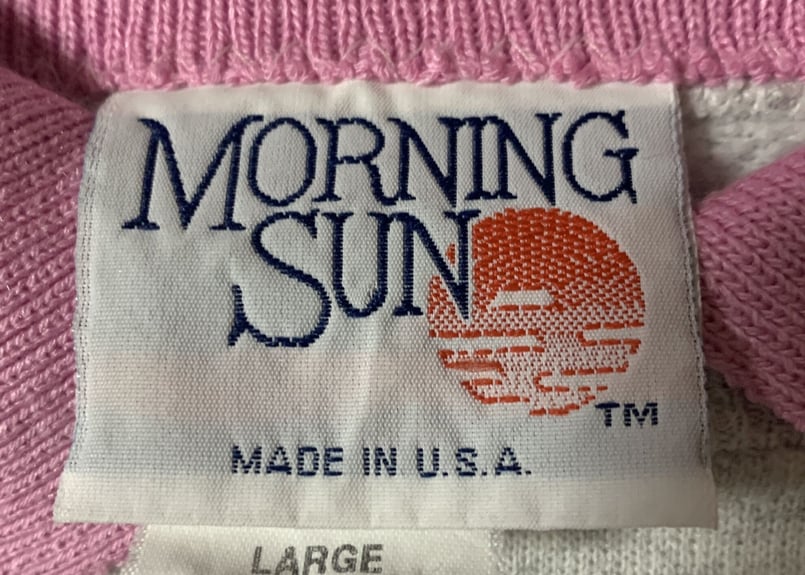 MORNING
SUN
TM
MADE IN U.S.A.
LARGE